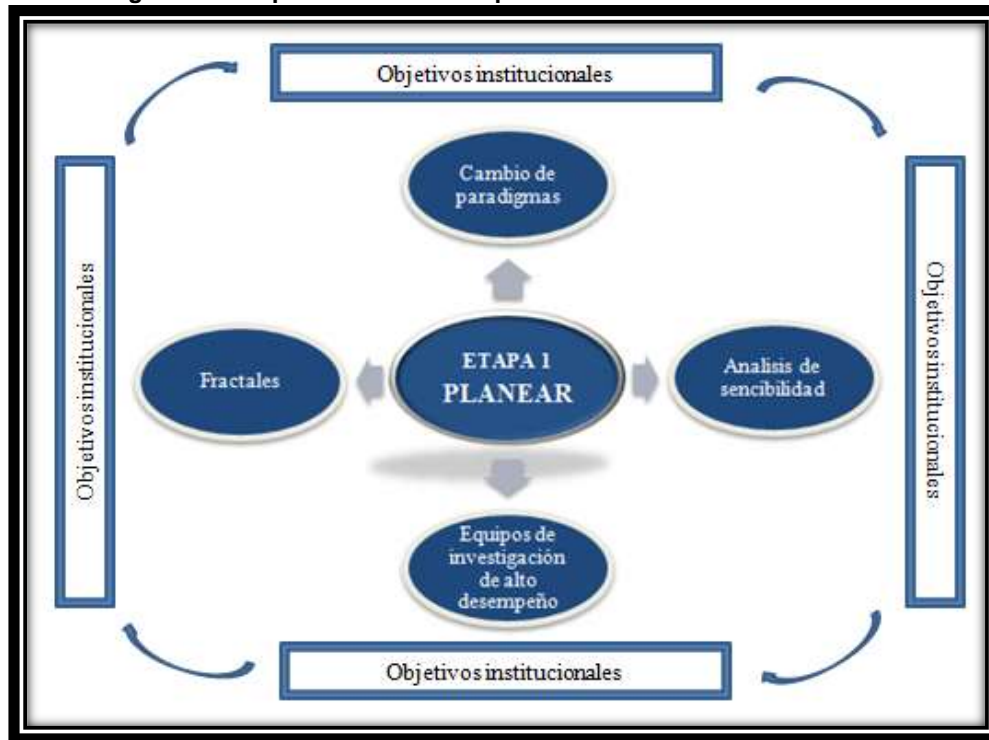 Objetivos institucionales
Cambio de
paradigmas
Objetivos institucionales
Fractales
ETAPA 1
PLANEAR
Analisis de
sencibilidad
Objetivos institucionales
Equipos de
investigación
de alto
desempeño
Objetivos institucionales